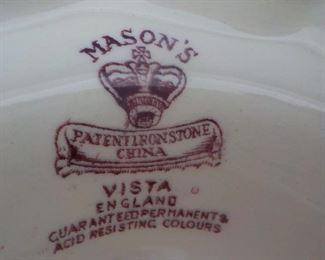 MASON'S
PATENT IRONSTONE
CHINA
VISTA
ENGLAND
GUARANTEED PERMANENT &
ACID RESISTING COLOURS